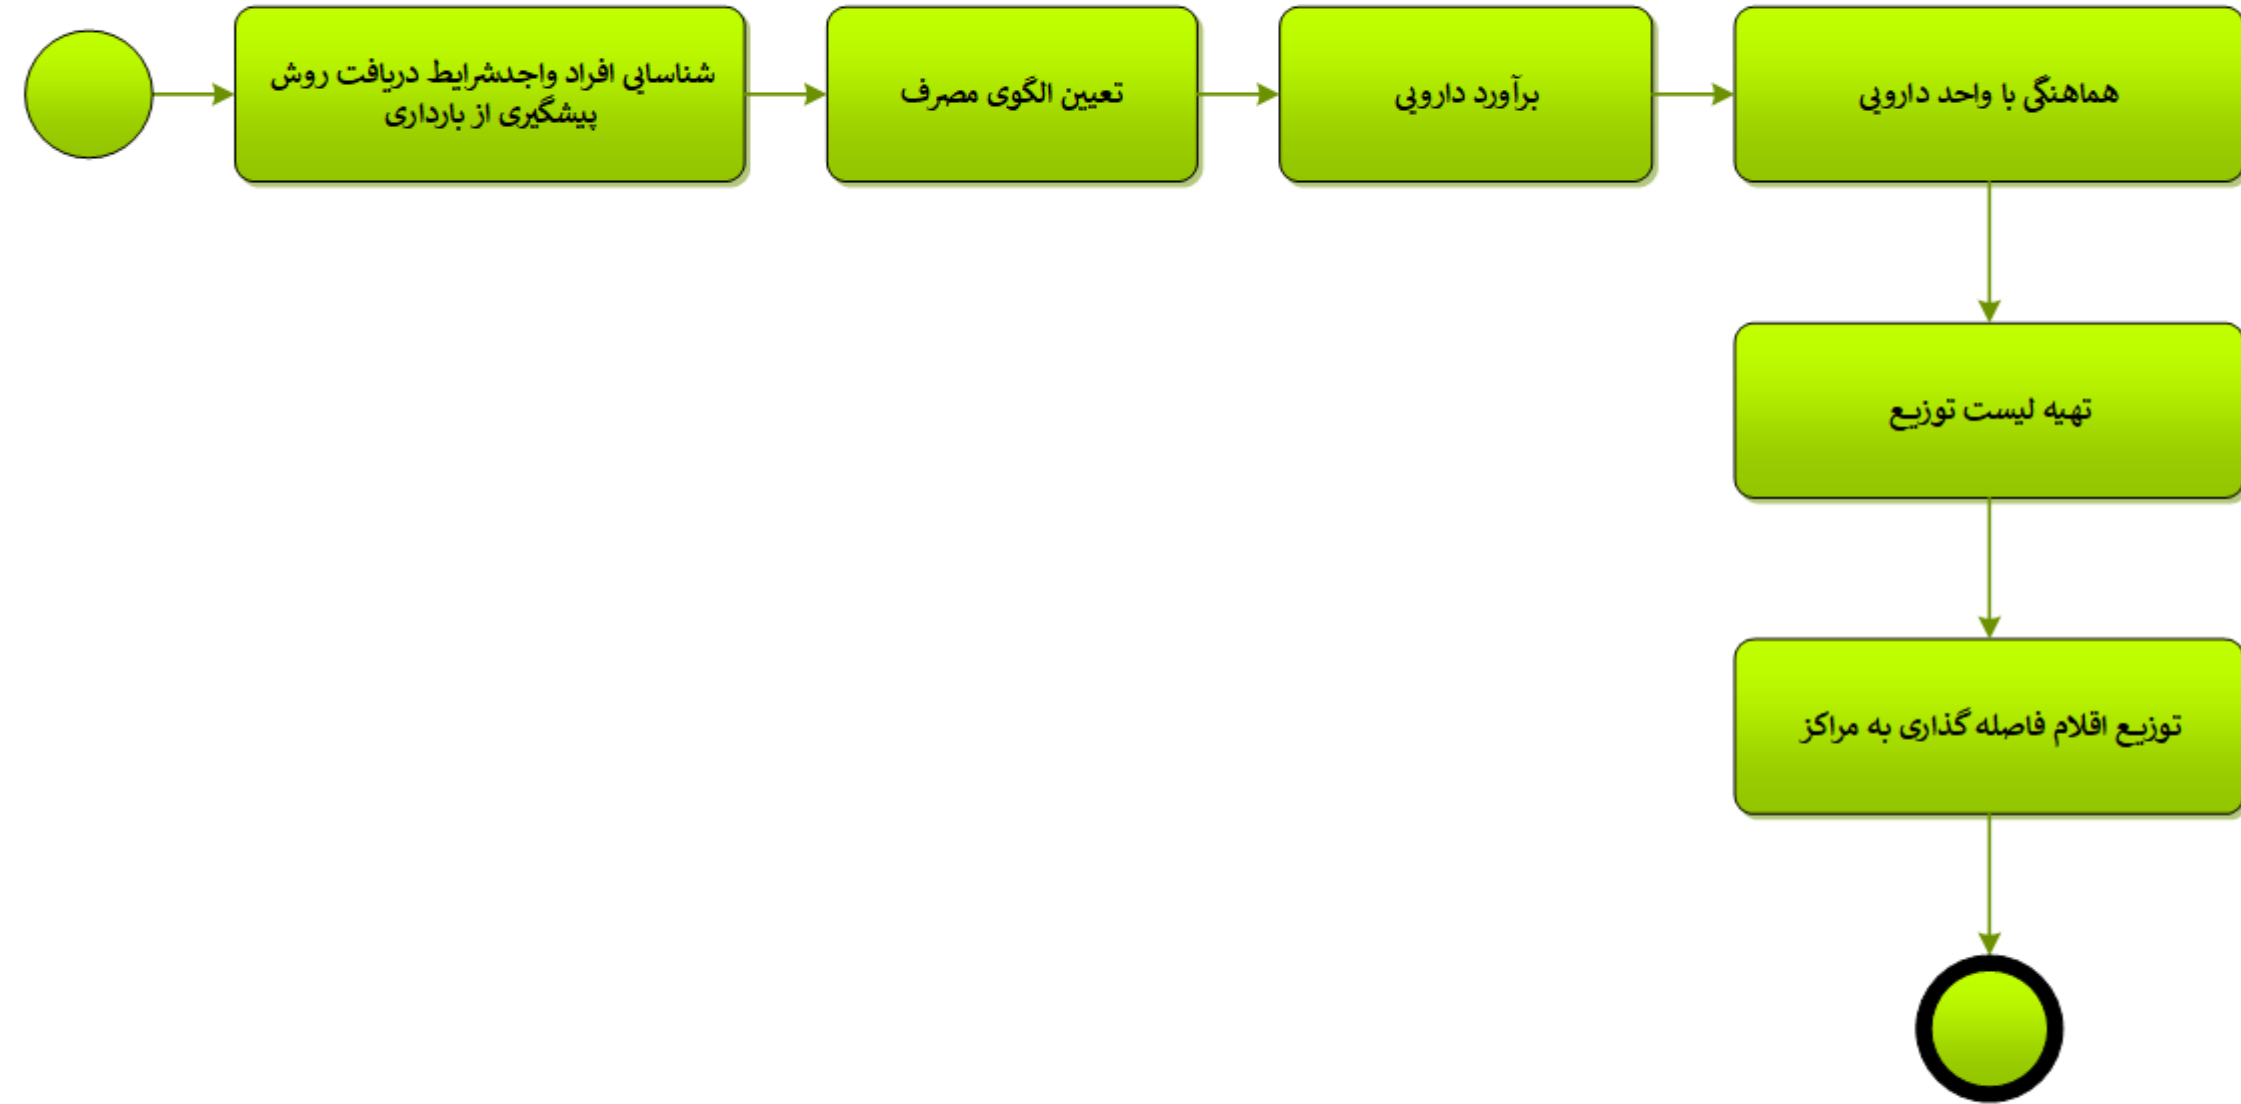 شناسایی افراد واجدشرایط دریافت روش
پیشگیری از بارداری
تعیین الگوی مصرف
برآورد دارویی
هماهنگی با واحد دارویی
تهیه لیست توزیع
توزیع اقلام فاصله گذاری به مراکز